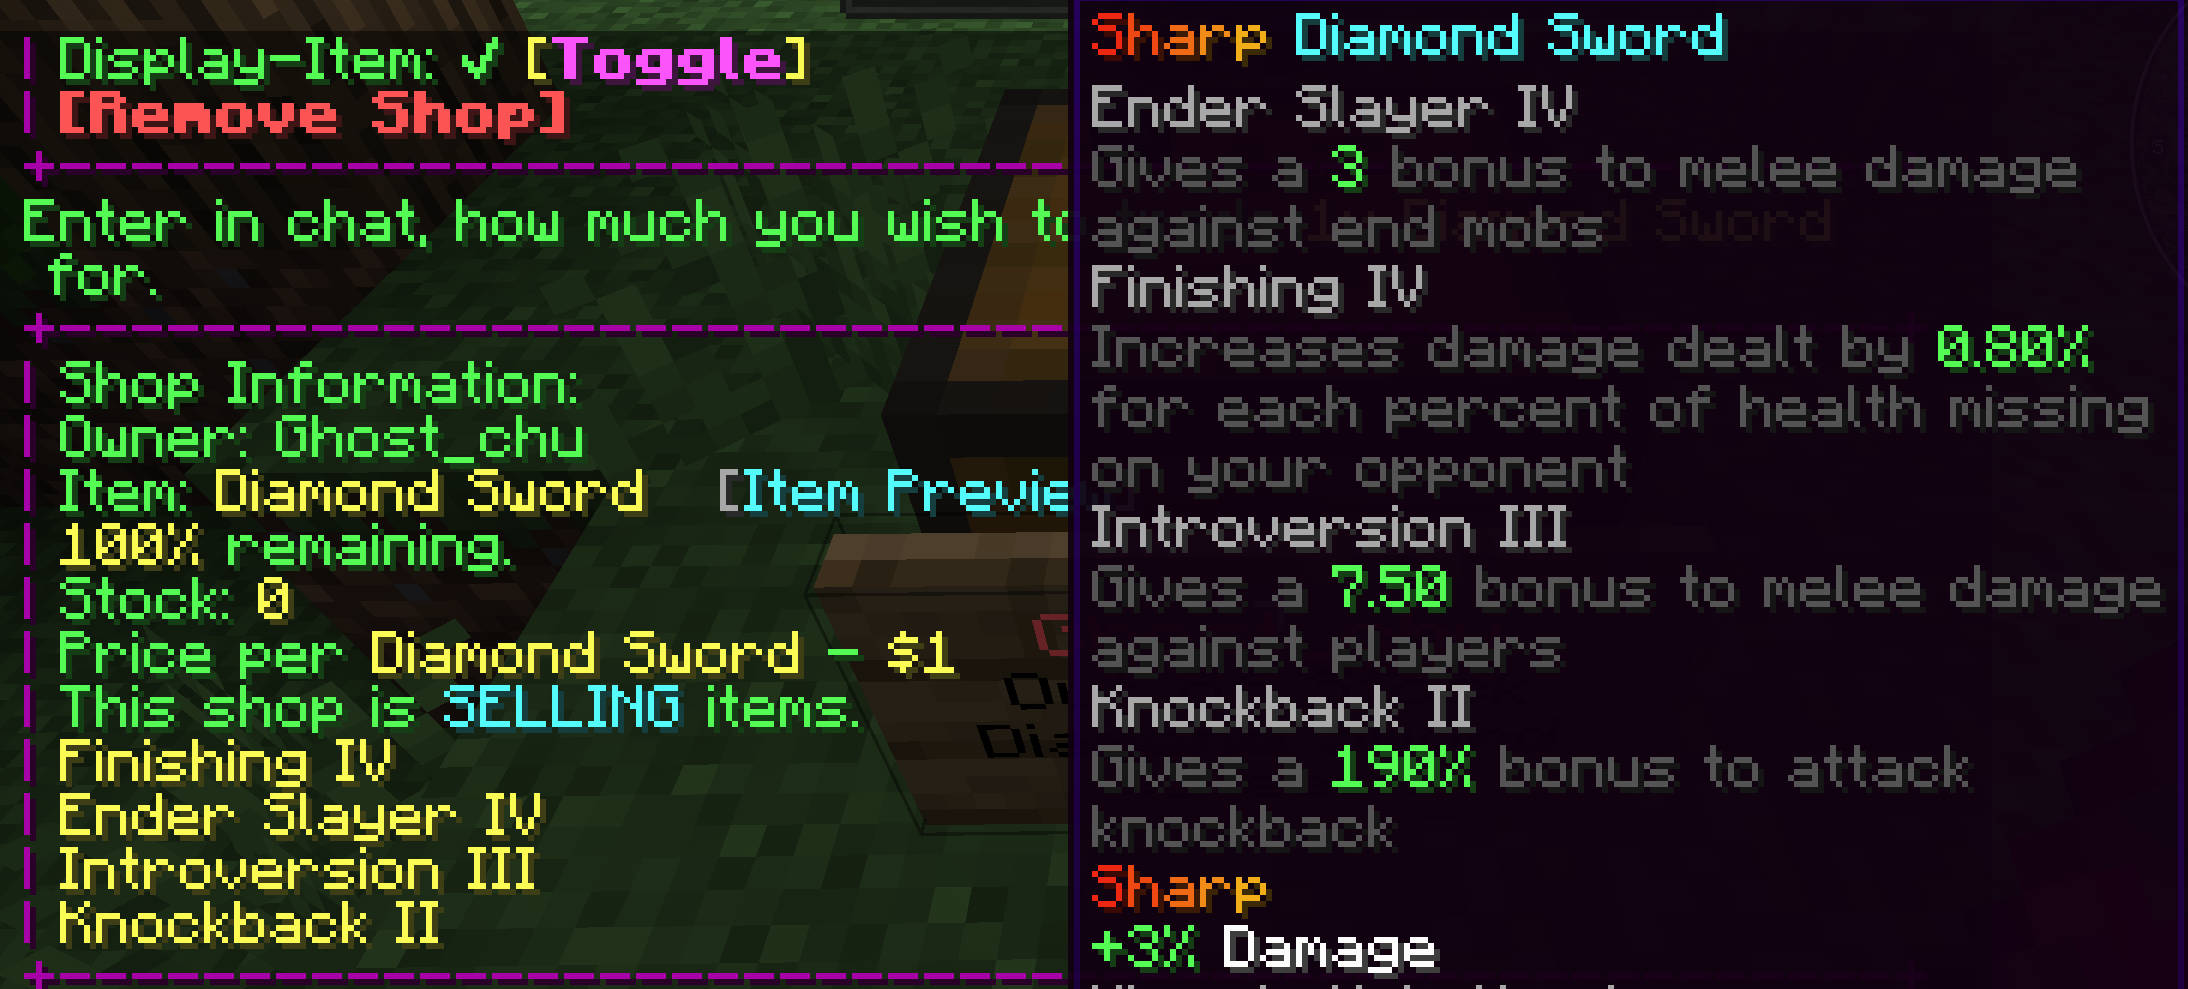 Display-Item: ✓ [Toggle]
[Remove Shop]
Enter in chat, how much you wish to
for.
Shop Information:
Owner: Ghost_chu
Item: Diamond Sword [Item Previe
100% remaining.
Stock: 0
Price per Diamond Sword - $1
This shop is SELLING items.
Finishing IV
Ender Slayer IV
Introversion III
Knockback II
Sharp Diamond Sword
Ender Slayer IV
Gives a 3 bonus to melee damage
against end mobs
Finishing IV
Increases damage dealt by 0.80%
for each percent of health missing
on your opponent
Introversion III
Gives a 7.50 bonus to melee damage
against players
Knockback II
Gives a 190% bonus to attack
knockback
Sharp
+3% Damage